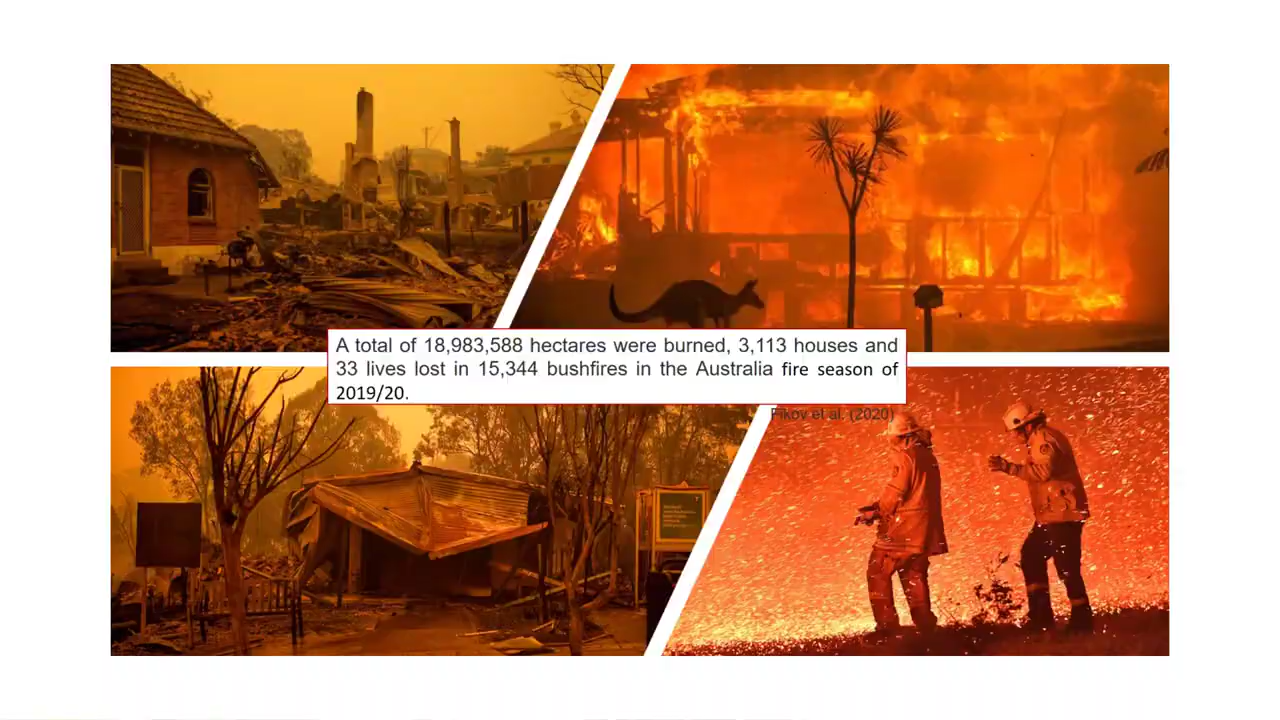 A total of 18,983,588 hectares were burned, 3,113 houses and
33 lives lost in 15,344 bushfires in the Australia fire season of
2019/20.
Fikov et al. (2020)